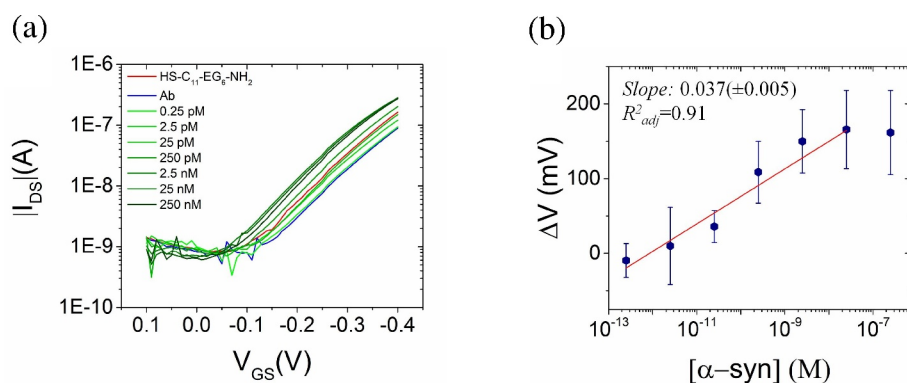 (a)
(b)
|I_DS|(A)
1E-6
1E-7
1E-8
1E-9
1E-10
HS-C₁₁-EG₆-NH₂
Ab
0.25 pM
2.5 pM
25 pM
250 pM
2.5 nM
25 nM
250 nM
0.1 0.0 -0.1 -0.2 -0.3 -0.4
V_GS(V)
ΔV (mV)
200
100
0
Slope: 0.037(±0.005)
R²_adj=0.91
10⁻¹³ 10⁻¹¹ 10⁻⁹ 10⁻⁷
[α–syn] (M)